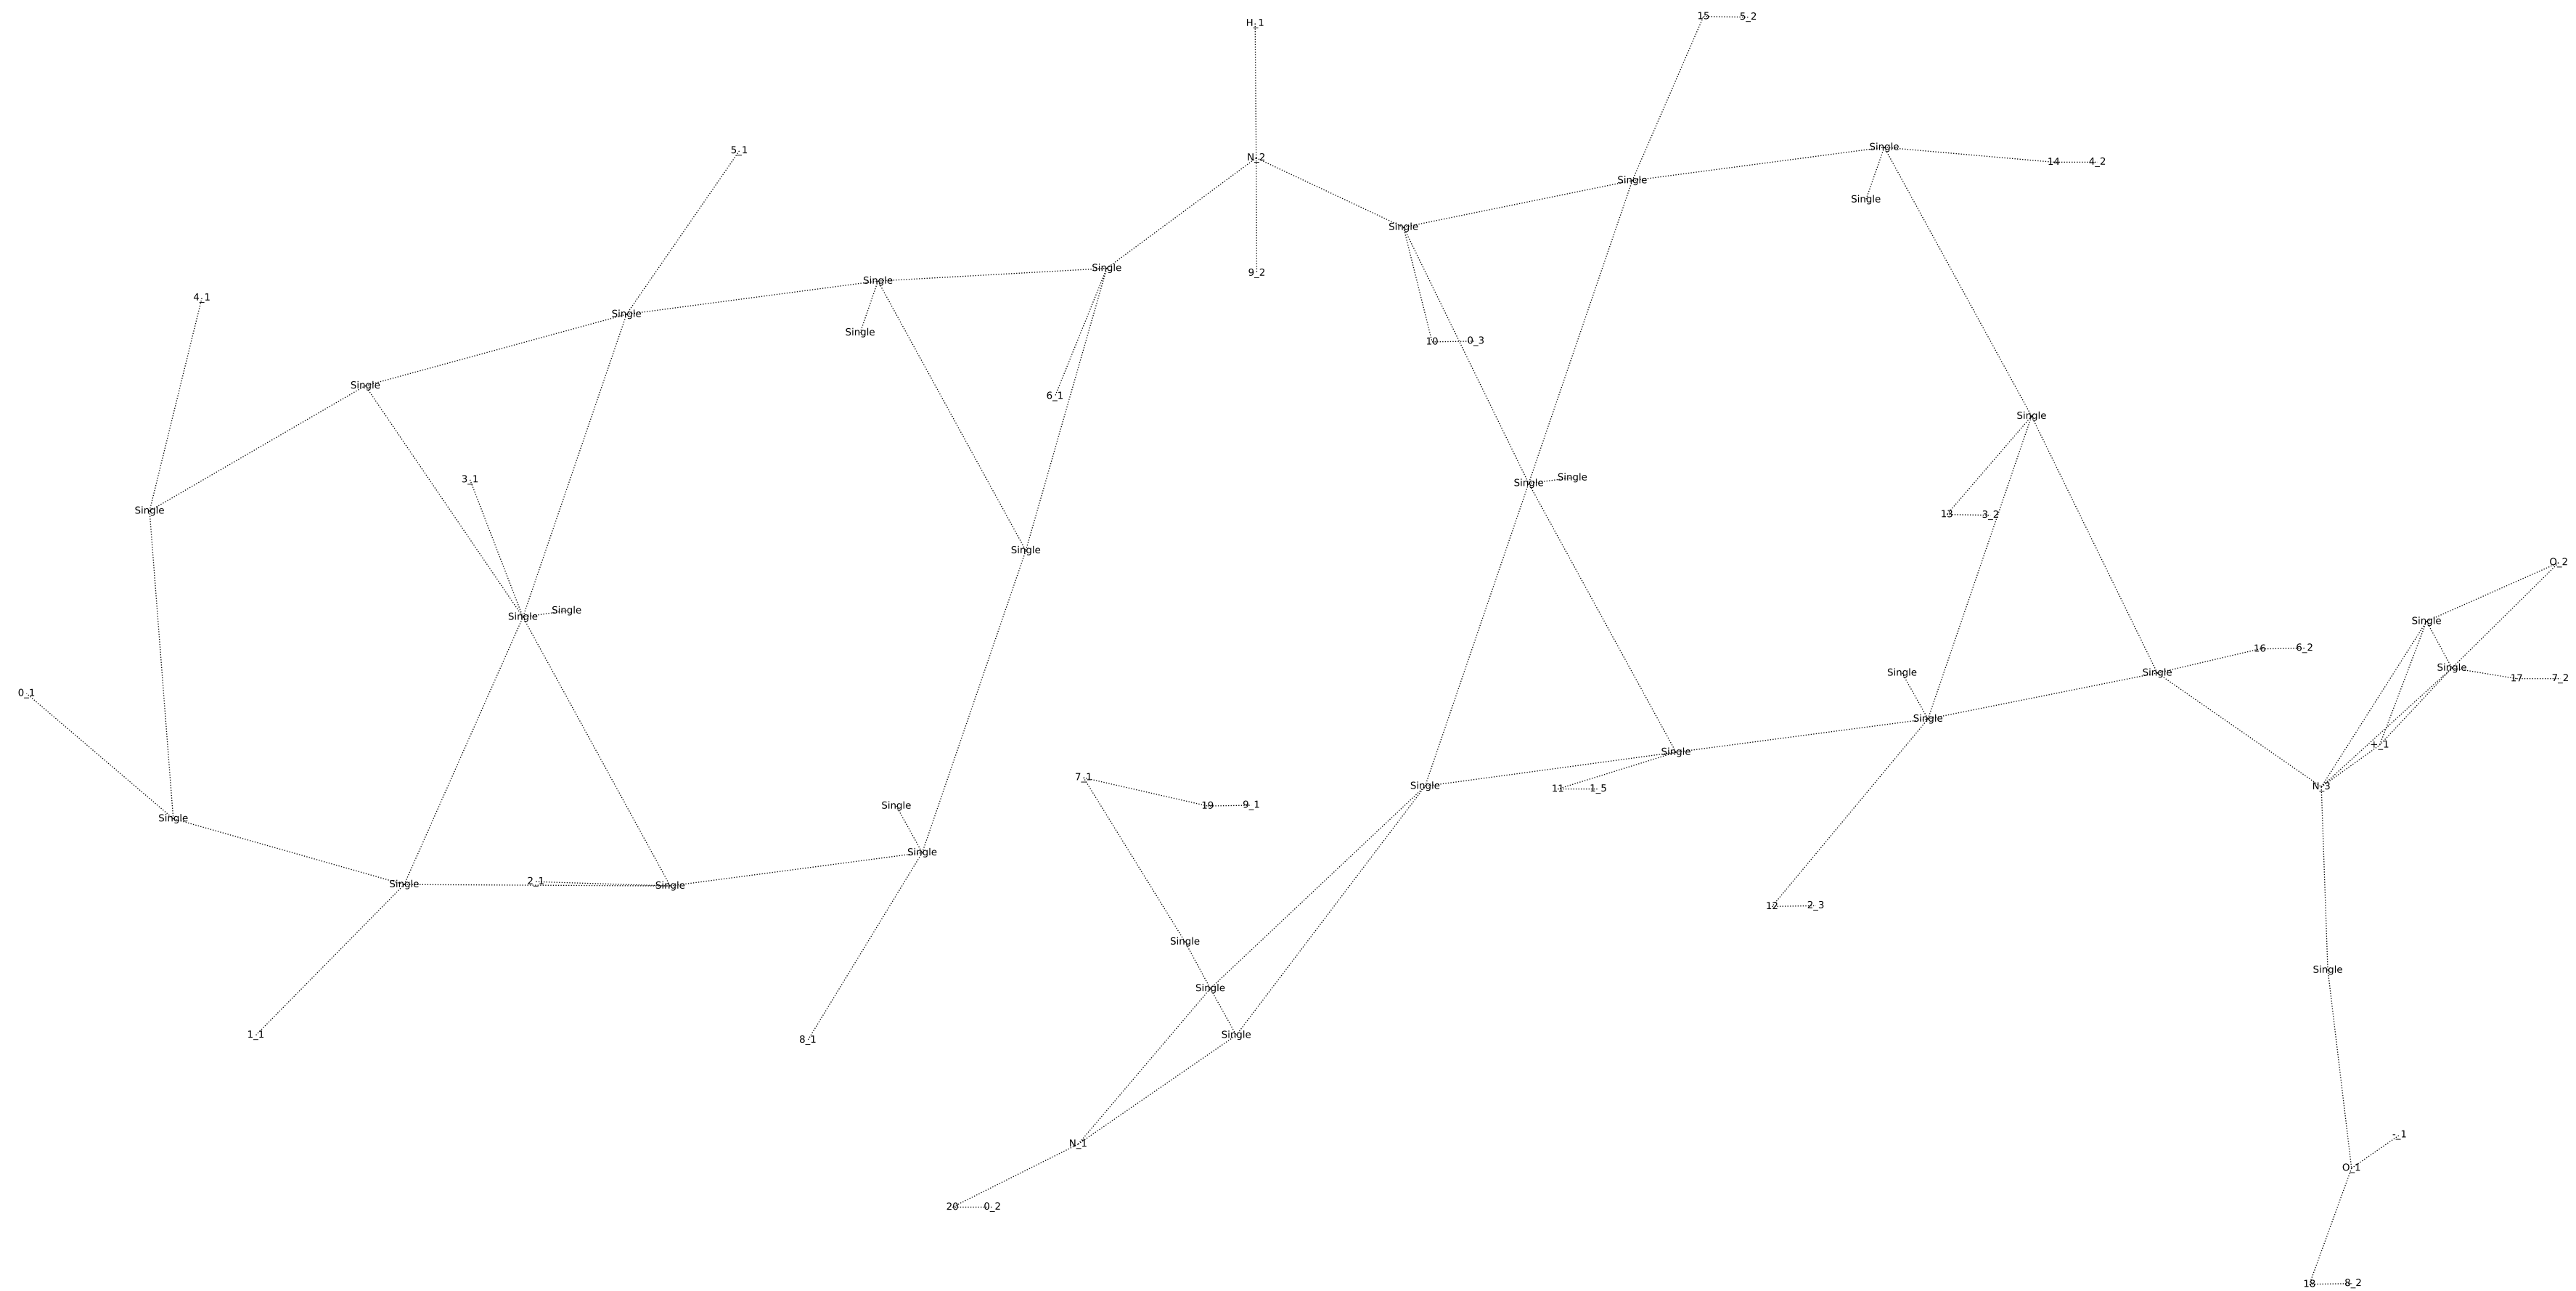 15 5_2
H_1
Single
5_1
N_2
14 4_2
Single
Single
Single
Single
9_2
Single
4_1
Single
Single
10 0_3
Single
6_1
Single
3_1
Single
Single
Single
13 3_2
Single
O_2
Single
Single
Single
16 6_2
Single
Single
Single
17 7_2
0_1
Single
+_1
Single
7_1
Single
N_3
11 1_5
Single
19 9_1
Single
Single
2_1
Single
Single
12 2_3
Single
Single
Single
1_1
Single
8_1
-_1
N_1
O_1
20 0_2
18 8_2